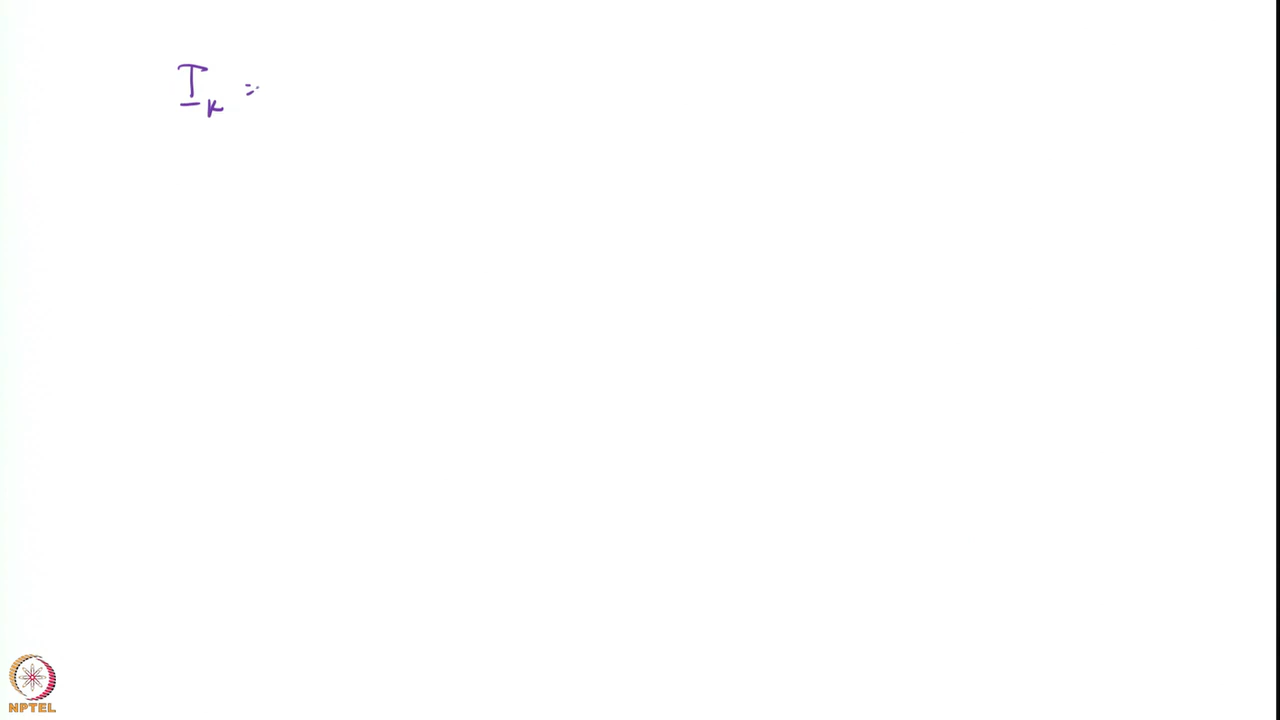 I_k =
NPTEL